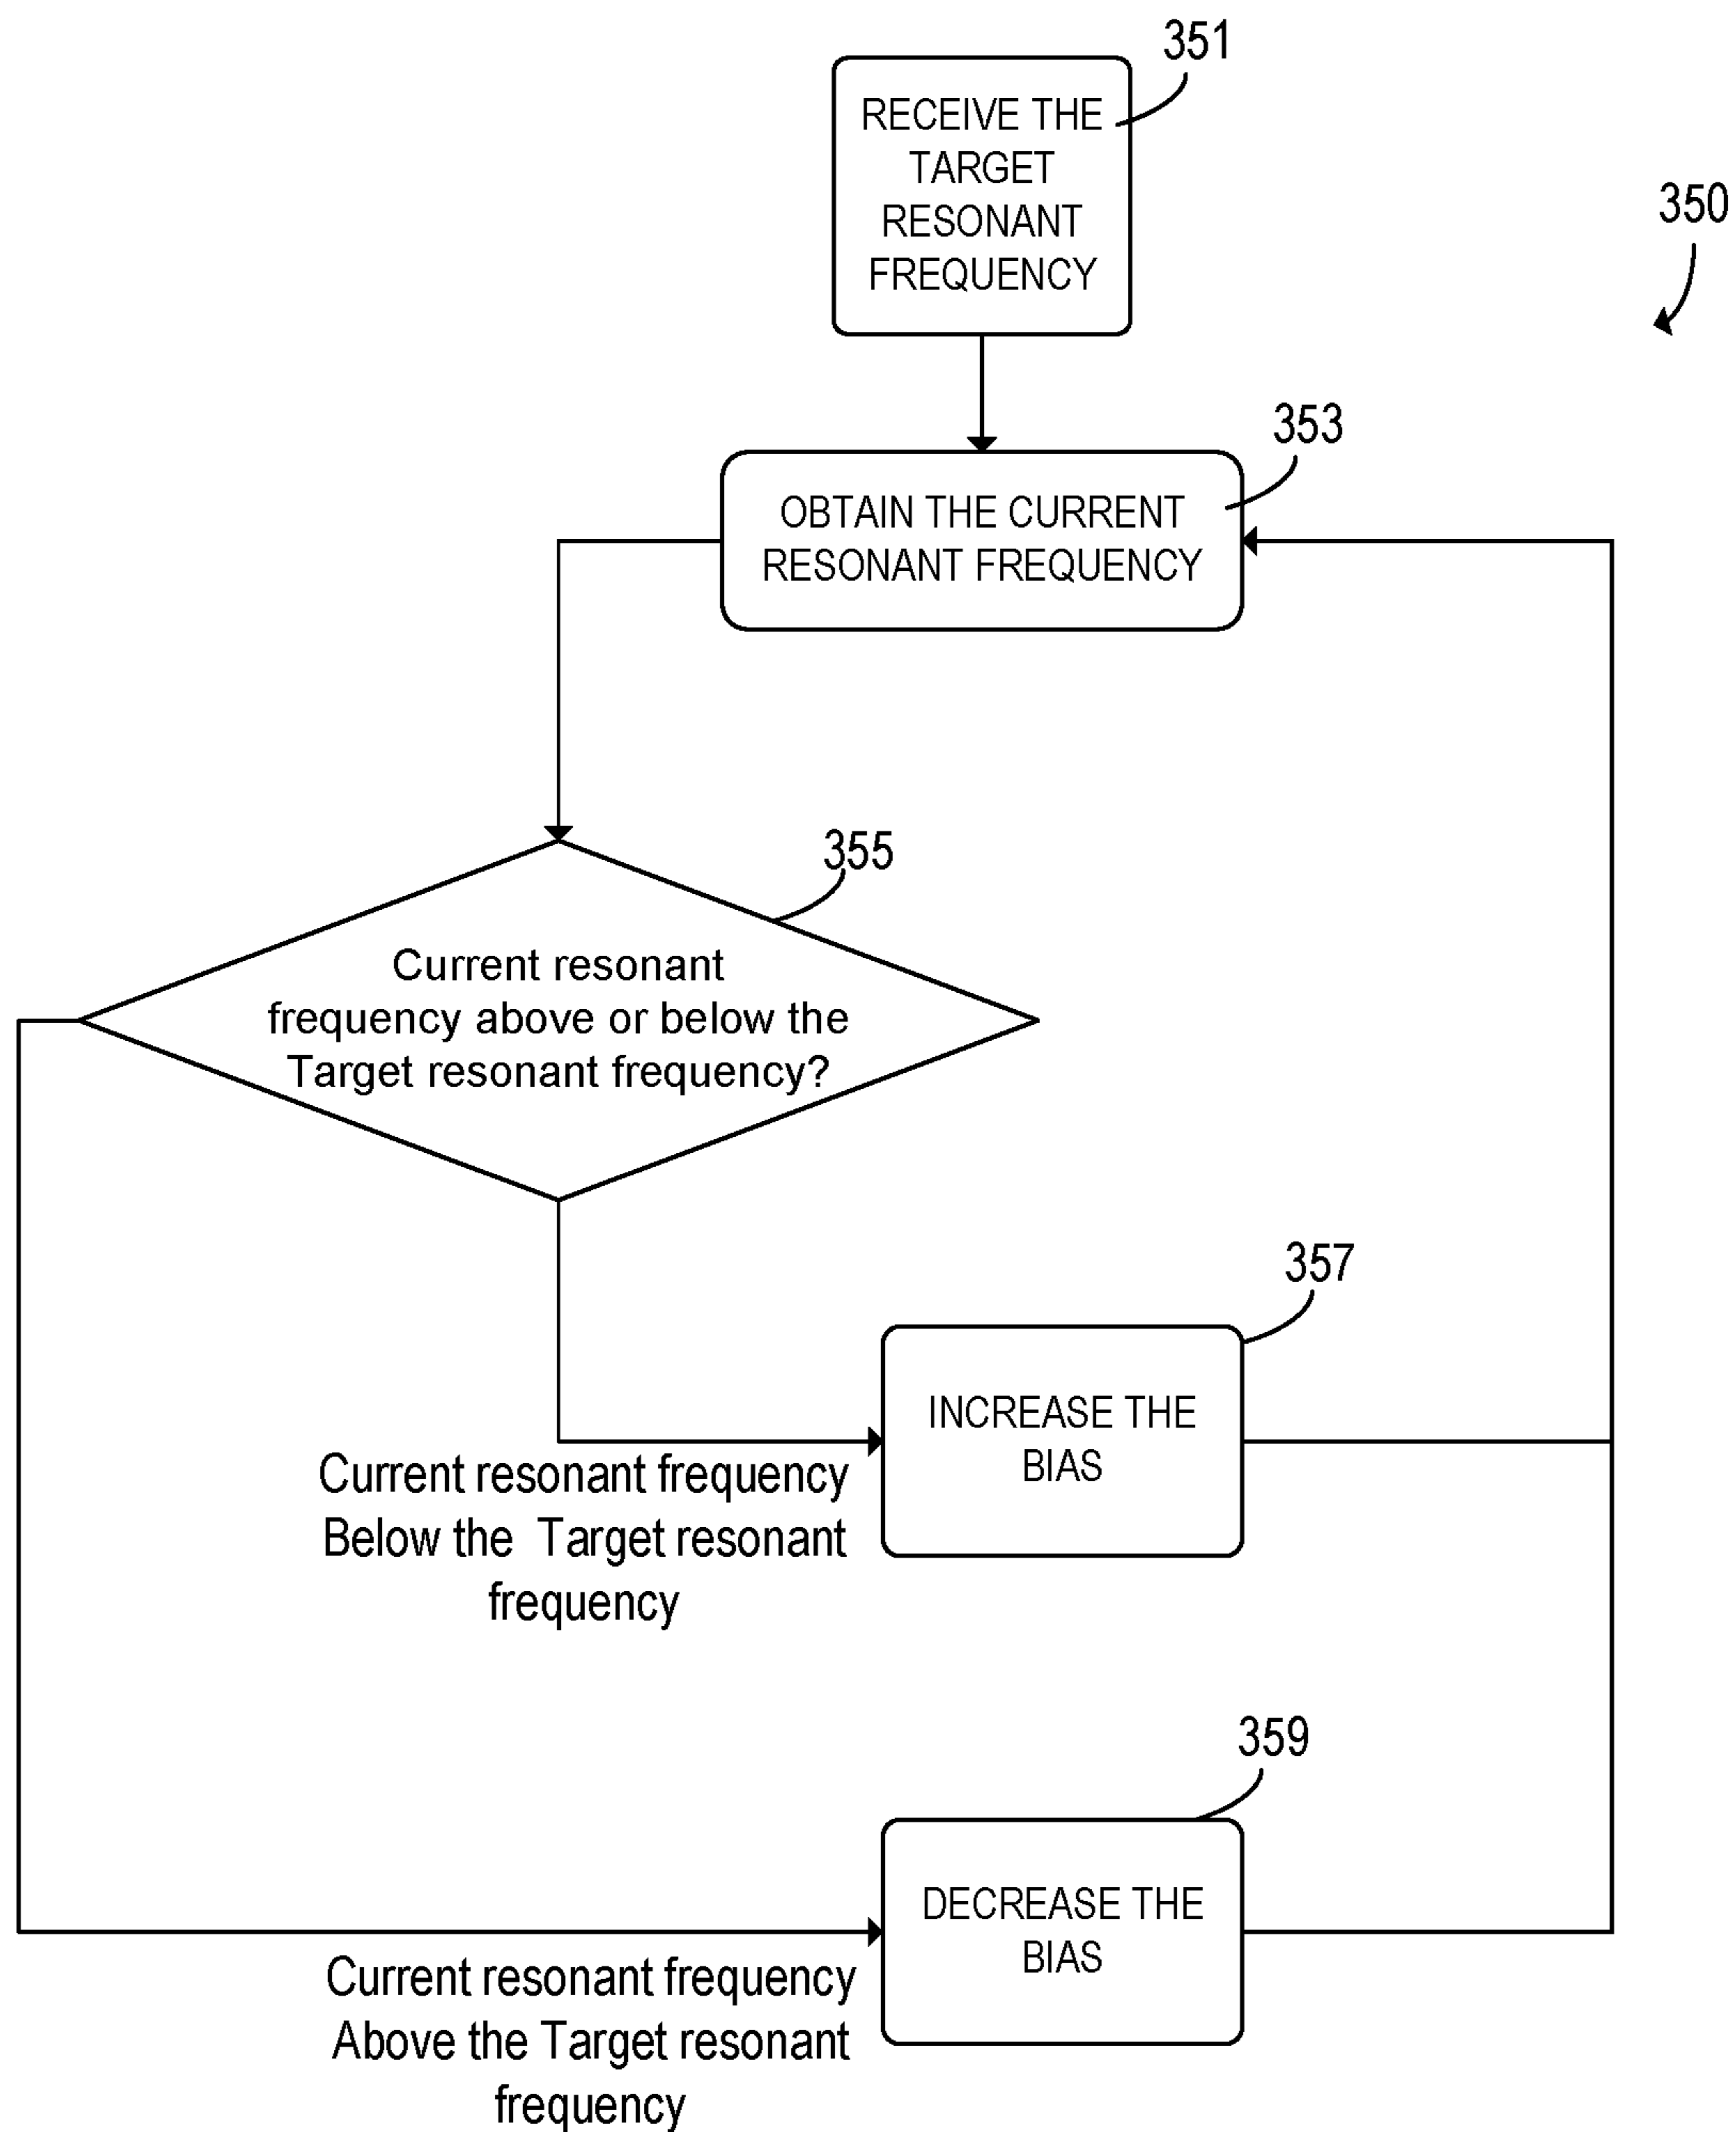 351
RECEIVE THE
TARGET
RESONANT
FREQUENCY
350
353
OBTAIN THE CURRENT
RESONANT FREQUENCY
355
Current resonant
frequency above or below the
Target resonant frequency?
357
INCREASE THE
BIAS
Current resonant frequency
Below the Target resonant
frequency
359
DECREASE THE
BIAS
Current resonant frequency
Above the Target resonant
frequency